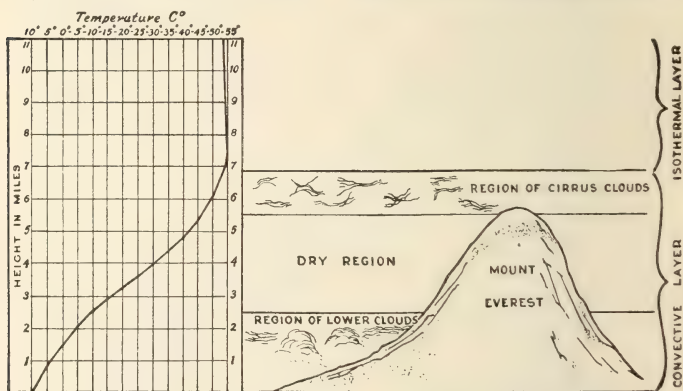 Temperature C°
10° 5° 0°-5°-10°-15°-20°-25°-30°-35°-40°-45°-50°-55°
11 11
10 10
9 9
8 8
7 7
6 6
5 5
4 4
3 3
2 2
1 1
HEIGHT IN MILES
REGION OF CIRRUS CLOUDS
DRY REGION
MOUNT
EVEREST
REGION OF LOWER CLOUDS
ISOTHERMAL LAYER
CONVECTIVE LAYER